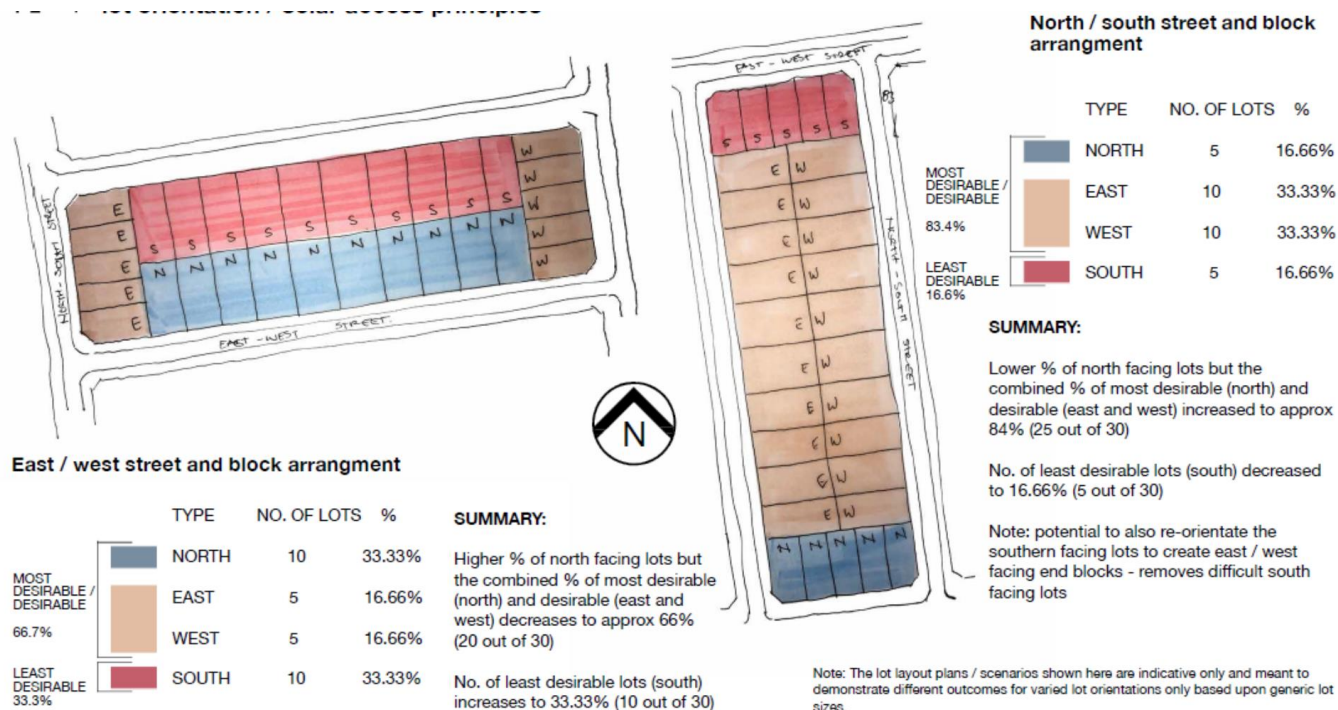 lot orientation / solar access principles
North / south street and block
arrangment
EAST - WEST STREET
83
S S S S S
E W
E W
E W
E W
E W
E W
E W
E W
E W
E W
N N N N N
NORTH - SOUTH STREET
TYPE NO. OF LOTS %
MOST
DESIRABLE /
DESIRABLE
83.4%
NORTH 5 16.66%
EAST 10 33.33%
WEST 10 33.33%
LEAST
DESIRABLE
16.6%
SOUTH 5 16.66%
SUMMARY:
Lower % of north facing lots but the
combined % of most desirable (north) and
desirable (east and west) increased to approx
84% (25 out of 30)
No. of least desirable lots (south) decreased
to 16.66% (5 out of 30)
Note: potential to also re-orientate the
southern facing lots to create east / west
facing end blocks - removes difficult south
facing lots
NORTH - SOUTH STREET
E
E
E
E
E
S S S S S S S S S S
N N N N N N N N N N
W
W
W
W
W
EAST - WEST STREET.
N
East / west street and block arrangment
TYPE NO. OF LOTS %
MOST
DESIRABLE /
DESIRABLE
66.7%
NORTH 10 33.33%
EAST 5 16.66%
WEST 5 16.66%
LEAST
DESIRABLE
33.3%
SOUTH 10 33.33%
SUMMARY:
Higher % of north facing lots but
the combined % of most desirable
(north) and desirable (east and
west) decreases to approx 66%
(20 out of 30)
No. of least desirable lots (south)
increases to 33.33% (10 out of 30)
Note: The lot layout plans / scenarios shown here are indicative only and meant to
demonstrate different outcomes for varied lot orientations only based upon generic lot
sizes